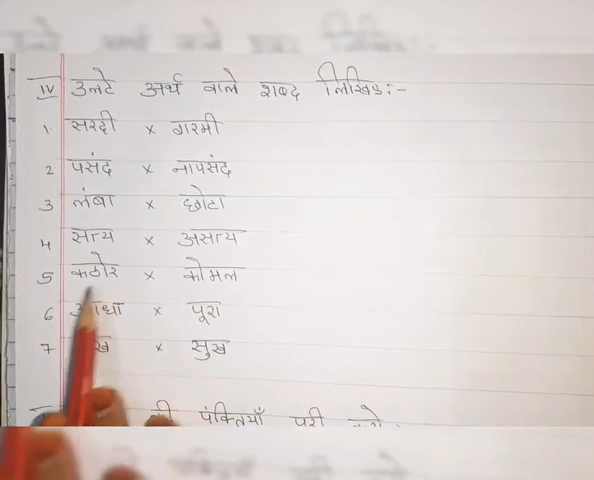 IV उलटे अर्थ वाले शब्द लिखिए:-
1. सरदी × गरमी
2 पसंद × नापसंद
3 लंबा × छोटा
4 सत्य × असत्य
5 कठोर × कोमल
6 × पूरा
7 × सुख
पंक्तियाँ